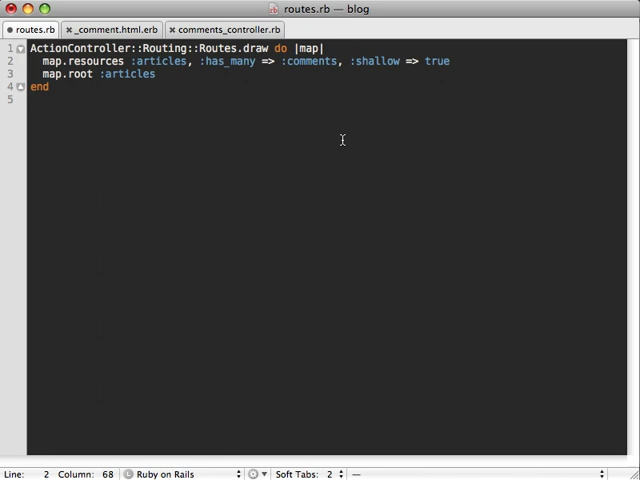 routes.rb — blog
routes.rb _comment.html.erb comments_controller.rb
1 ActionController::Routing::Routes.draw do |map|
2 map.resources :articles, :has_many => :comments, :shallow => true
3 map.root :articles
4 end
5
Line: 2 Column: 68 Ruby on Rails Soft Tabs: 2 —